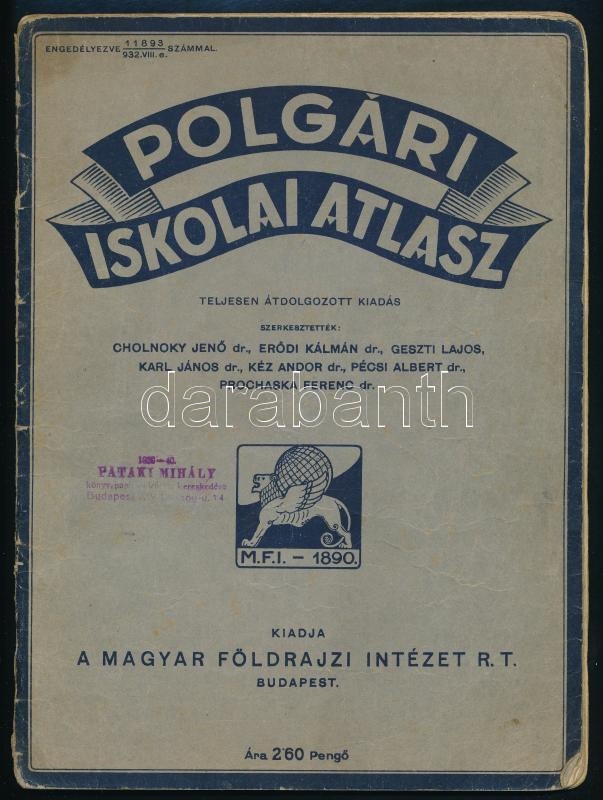 ENGEDÉLYEZVE 11893 SZÁMMAL.
932.VIII.e.
POLGÁRI
ISKOLAI ATLASZ
TELJESEN ÁTDOLGOZOTT KIADÁS
SZERKESZTETTÉK:
CHOLNOKY JENŐ dr., ERŐDI KÁLMÁN dr., GESZTI LAJOS,
KARL JÁNOS dr., KÉZ ANDOR dr., PÉCSI ALBERT dr.,
PROCHASKA FERENC dr.
darabanth
PATAKI MIHÁLY
Budapest
M.F.I. – 1890.
KIADJA
A MAGYAR FÖLDRAJZI INTÉZET R.T.
BUDAPEST.
Ára 2'60 Pengő